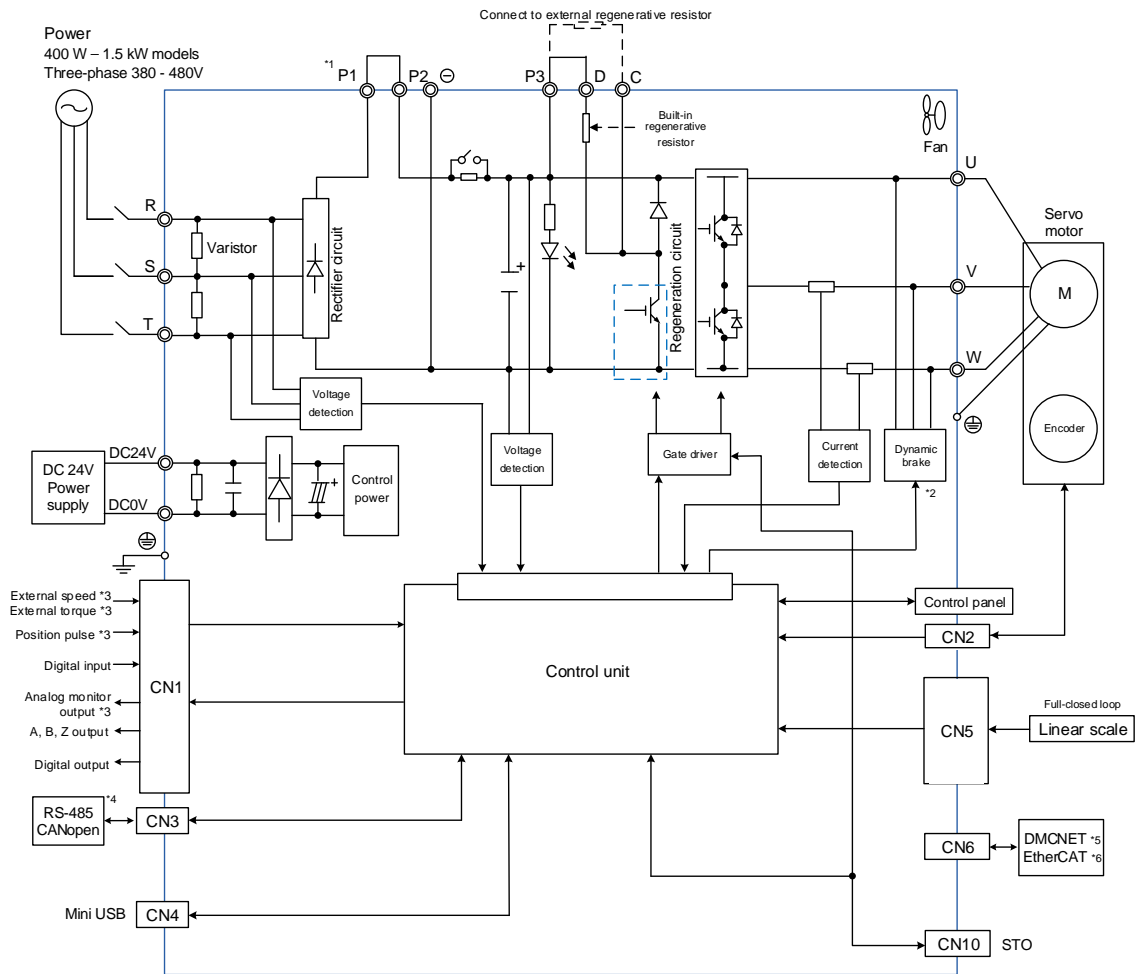 Connect to external regenerative resistor
Power
400 W – 1.5 kW models
Three-phase 380 - 480V
*1
P1
P2
⊖
P3
D
C
Built-in
regenerative
resistor
Fan
U
R
Varistor
Rectifier circuit
Regeneration circuit
Servo
motor
S
V
M
T
W
Voltage
detection
Encoder
DC24V
DC 24V
Power
supply
DC0V
Control
power
Voltage
detection
Gate driver
Current
detection
Dynamic
brake
*2
External speed *3
External torque *3
Position pulse *3
Digital input
CN1
Analog monitor
output *3
A, B, Z output
Digital output
Control unit
Control panel
CN2
CN5
Full-closed loop
Linear scale
RS-485
CANopen
*4
CN3
CN6
DMCNET *5
EtherCAT *6
Mini USB
CN4
CN10
STO